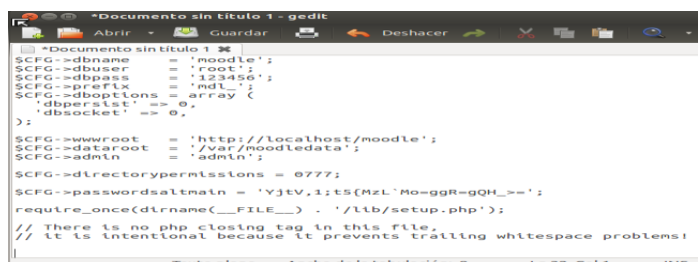 *Documento sin título 1 - gedit
Abrir Guardar Deshacer
*Documento sin título 1
$CFG->dbname = 'moodle';
$CFG->dbuser = 'root';
$CFG->dbpass = '123456';
$CFG->prefix = 'mdl_';
$CFG->dboptions = array (
'dbpersist' => 0,
'dbsocket' => 0,
);
$CFG->wwwroot = 'http://localhost/moodle';
$CFG->dataroot = '/var/moodledata';
$CFG->admin = 'admin';
$CFG->directorypermissions = 0777;
$CFG->passwordsaltmain = 'YjtV,1;tS{MzL`Mo=ggR=gQH_>=';
require_once(dirname(__FILE__) . '/lib/setup.php');
// There is no php closing tag in this file,
// it is intentional because it prevents trailing whitespace problems!